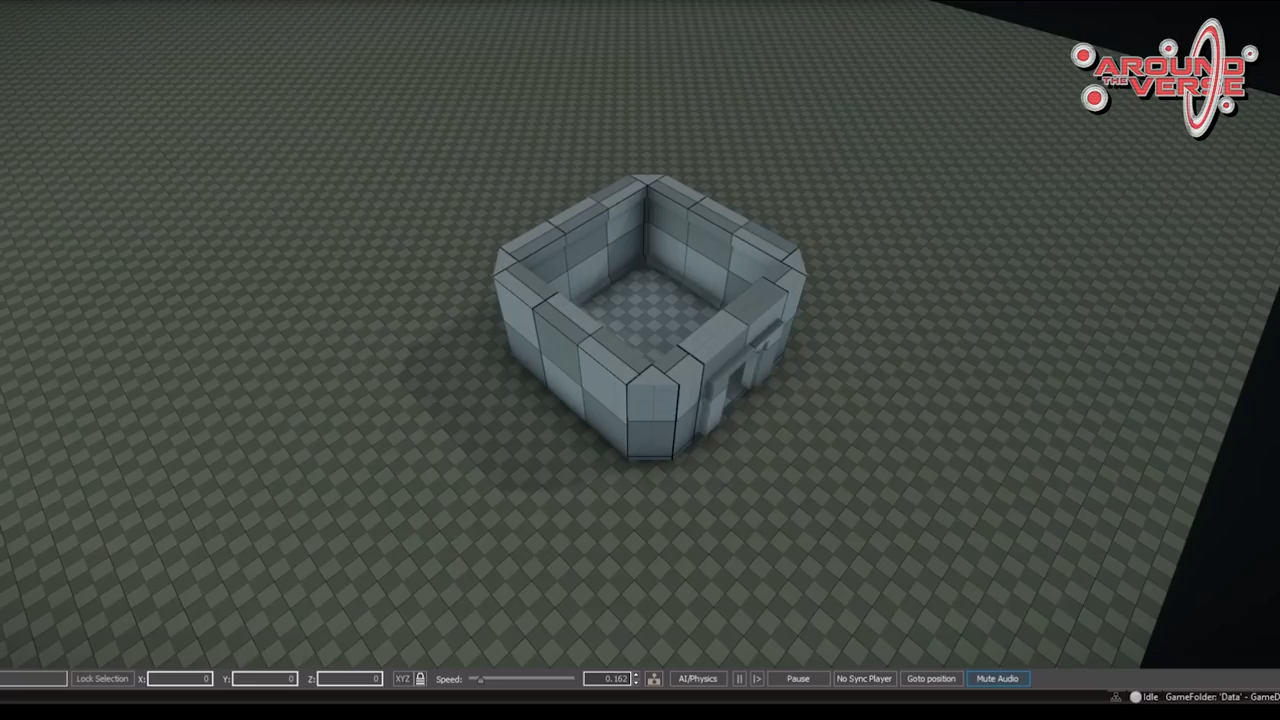 AROUND
THE VERSE
Lock Selection X: 0 Y: 0 Z: 0 XYZ Speed: 0.162 AI/Physics Pause No Sync Player Goto position Mute Audio
Idle GameFolder: 'Data' - GameD